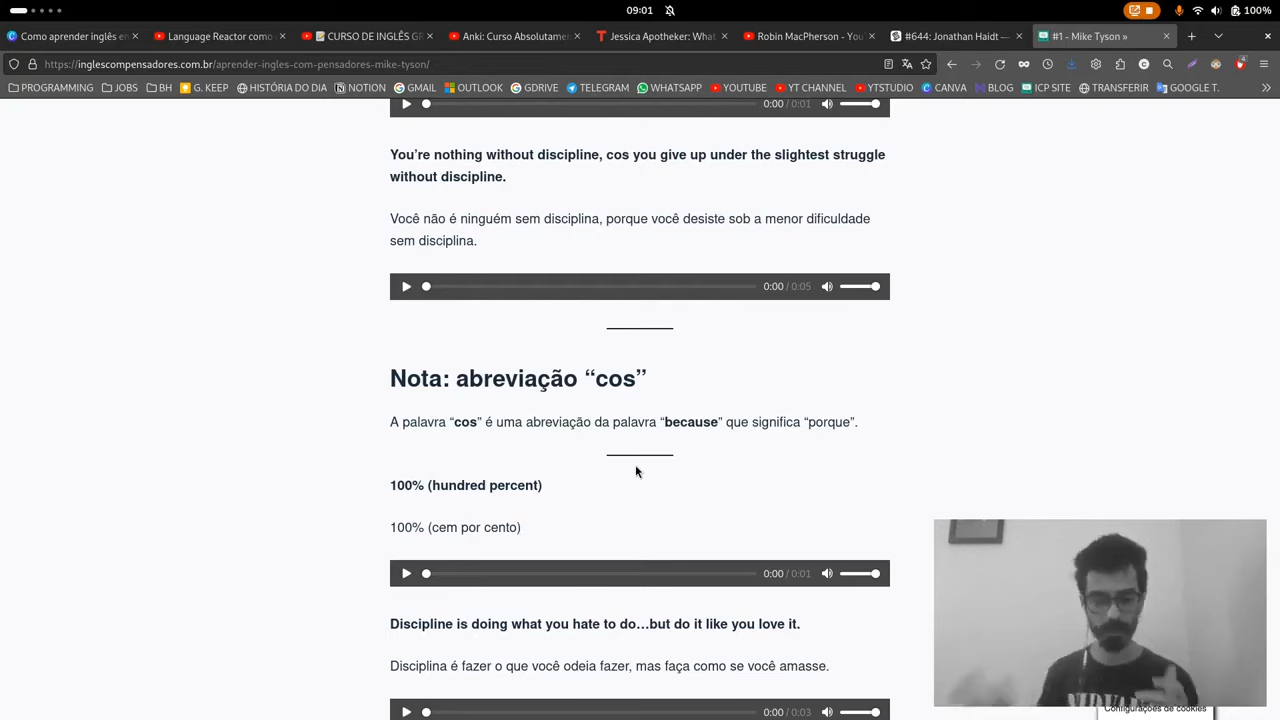 09:01
100%
Como aprender inglês en
Language Reactor como
CURSO DE INGLÊS GR
Anki: Curso Absolutamen
Jessica Apotheker: What
Robin MacPherson - You
#644: Jonathan Haidt —
#1 - Mike Tyson »
https://inglescompensadores.com.br/aprender-ingles-com-pensadores-mike-tyson/
4
PROGRAMMING
JOBS
BH
G. KEEP
HISTÓRIA DO DIA
NOTION
GMAIL
OUTLOOK
GDRIVE
TELEGRAM
WHATSAPP
YOUTUBE
YT CHANNEL
YTSTUDIO
CANVA
BLOG
ICP SITE
TRANSFERIR
GOOGLE T.
0:00 / 0:01
You’re nothing without discipline, cos you give up under the slightest struggle
without discipline.
Você não é ninguém sem disciplina, porque você desiste sob a menor dificuldade
sem disciplina.
0:00 / 0:05
Nota: abreviação “cos”
A palavra “cos” é uma abreviação da palavra “because” que significa “porque”.
100% (hundred percent)
100% (cem por cento)
0:00 / 0:01
Discipline is doing what you hate to do…but do it like you love it.
Disciplina é fazer o que você odeia fazer, mas faça como se você amasse.
0:00 / 0:03
Configurações de cookies